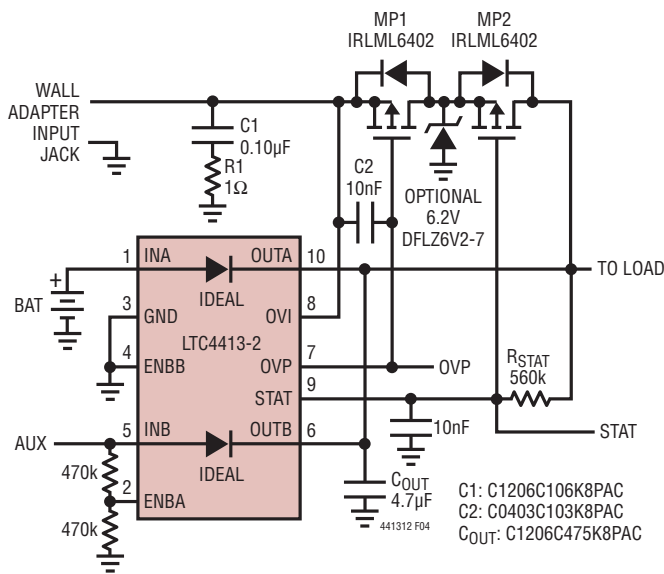 MP1
IRLML6402
MP2
IRLML6402
WALL
ADAPTER
INPUT
JACK
C1
0.10µF
R1
1Ω
C2
10nF
OPTIONAL
6.2V
DFLZ6V2-7
1
INA
OUTA
10
TO LOAD
IDEAL
+
BAT
3
GND
OVI
8
LTC4413-2
4
ENBB
OVP
7
OVP
STAT
9
RSTAT
560k
STAT
AUX
5
INB
OUTB
6
10nF
IDEAL
470k
2
ENBA
470k
COUT
4.7µF
441312 F04
C1: C1206C106K8PAC
C2: C0403C103K8PAC
COUT: C1206C475K8PAC